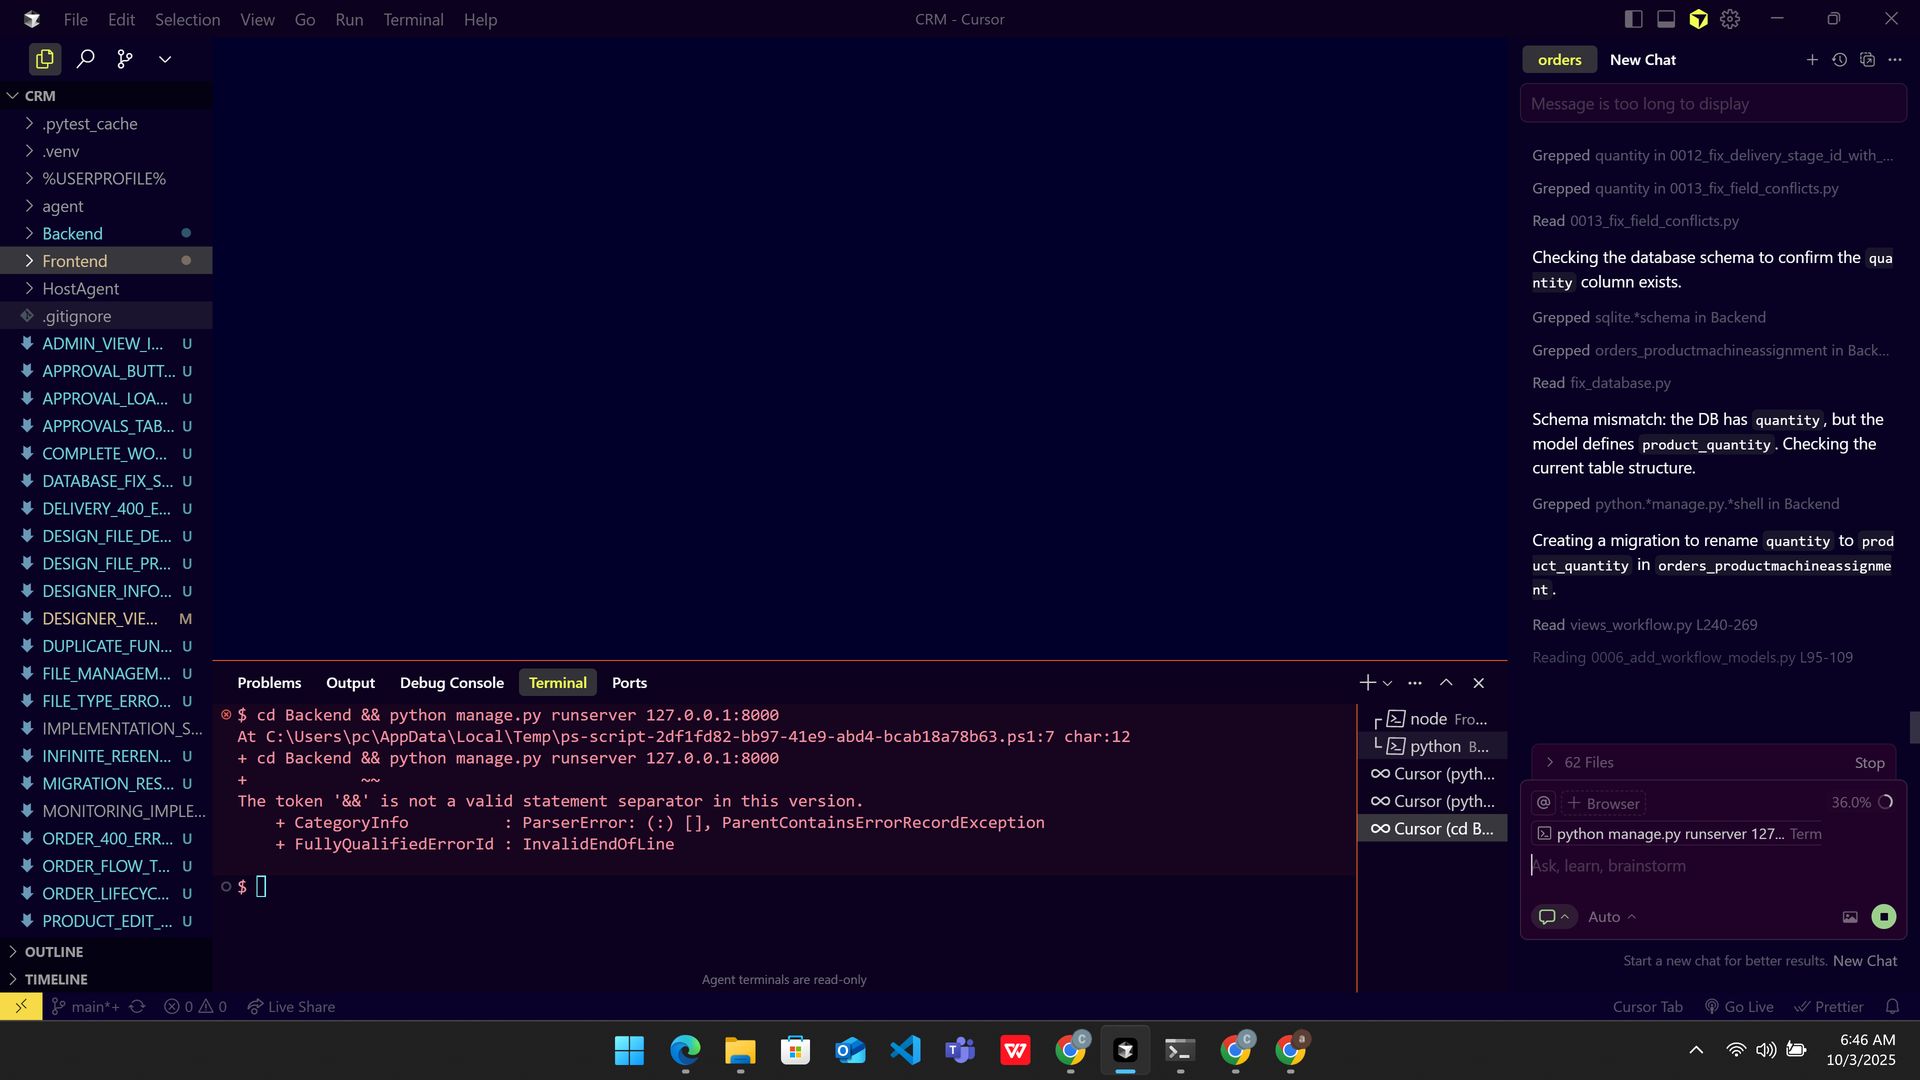 File Edit Selection View Go Run Terminal Help
CRM - Cursor
CRM
.pytest_cache
.venv
%USERPROFILE%
agent
Backend
Frontend
HostAgent
.gitignore
ADMIN_VIEW_I... U
APPROVAL_BUTT... U
APPROVAL_LOA... U
APPROVALS_TAB... U
COMPLETE_WO... U
DATABASE_FIX_S... U
DELIVERY_400_E... U
DESIGN_FILE_DE... U
DESIGN_FILE_PR... U
DESIGNER_INFO... U
DESIGNER_VIE... M
DUPLICATE_FUN... U
FILE_MANAGEM... U
FILE_TYPE_ERRO... U
IMPLEMENTATION_S...
INFINITE_REREN... U
MIGRATION_RES... U
MONITORING_IMPLE...
ORDER_400_ERR... U
ORDER_FLOW_T... U
ORDER_LIFECYC... U
PRODUCT_EDIT_... U
OUTLINE
TIMELINE
Problems Output Debug Console Terminal Ports
$ cd Backend && python manage.py runserver 127.0.0.1:8000
At C:\Users\pc\AppData\Local\Temp\ps-script-2df1fd82-bb97-41e9-abd4-bcab18a78b63.ps1:7 char:12
+ cd Backend && python manage.py runserver 127.0.0.1:8000
+ ~~
The token '&&' is not a valid statement separator in this version.
+ CategoryInfo : ParserError: (:) [], ParentContainsErrorRecordException
+ FullyQualifiedErrorId : InvalidEndOfLine
$
Agent terminals are read-only
node Fro...
python B...
Cursor (pyth...
Cursor (pyth...
Cursor (cd B...
orders New Chat
Message is too long to display
Grepped quantity in 0012_fix_delivery_stage_id_with_...
Grepped quantity in 0013_fix_field_conflicts.py
Read 0013_fix_field_conflicts.py
Checking the database schema to confirm the qua
ntity column exists.
Grepped sqlite.*schema in Backend
Grepped orders_productmachineassignment in Back...
Read fix_database.py
Schema mismatch: the DB has quantity, but the
model defines product_quantity. Checking the
current table structure.
Grepped python.*manage.py.*shell in Backend
Creating a migration to rename quantity to prod
uct_quantity in orders_productmachineassignme
nt.
Read views_workflow.py L240-269
Reading 0006_add_workflow_models.py L95-109
62 Files Stop
@ + Browser 36.0%
python manage.py runserver 127... Term
Ask, learn, brainstorm
Auto
Start a new chat for better results. New Chat
main*+ 0 0 Live Share
Cursor Tab Go Live Prettier
6:46 AM
10/3/2025